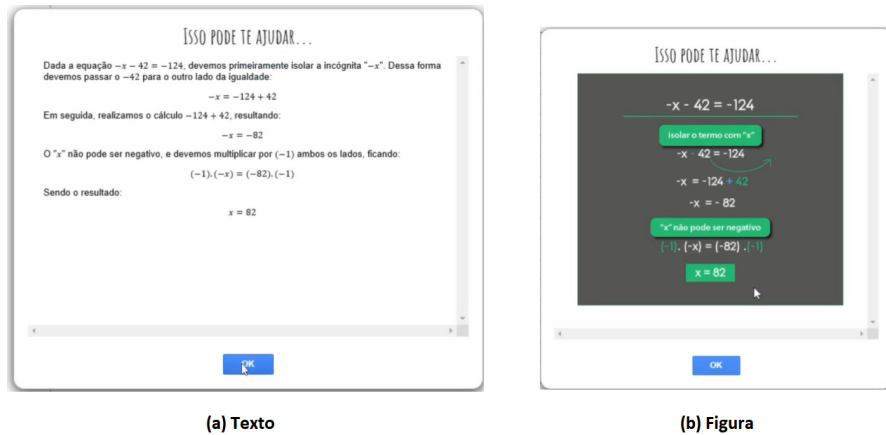 Isso pode te ajudar...
Dada a equação −x − 42 = −124, devemos primeiramente isolar a incógnita "−x". Dessa forma
devemos passar o −42 para o outro lado da igualdade:
−x = −124 + 42
Em seguida, realizamos o cálculo −124 + 42, resultando:
−x = −82
O "x" não pode ser negativo, e devemos multiplicar por (−1) ambos os lados, ficando:
(−1).(−x) = (−82).(−1)
Sendo o resultado:
x = 82
OK
(a) Texto
Isso pode te ajudar...
-x - 42 = -124
isolar o termo com "x"
-x - 42 = -124
-x = -124 + 42
-x = - 82
"x" não pode ser negativo
(-1). (-x) = (-82) .(-1)
x = 82
OK
(b) Figura